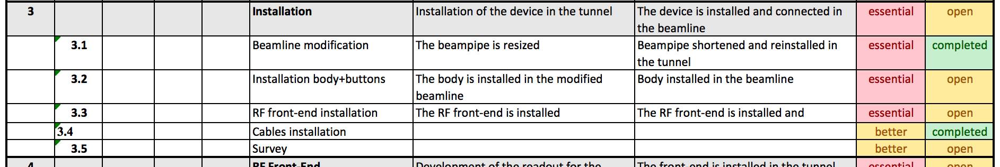 3 Installation Installation of the device in the tunnel The device is installed and connected in essential open
the beamline
3.1 Beamline modification The beampipe is resized Beampipe shortened and reinstalled in essential completed
the tunnel
3.2 Installation body+buttons The body is installed in the modified Body installed in the beamline essential open
beamline
3.3 RF front-end installation The RF front-end is installed The RF front-end is installed and essential open
3.4 Cables installation better completed
3.5 Survey better open
4 RF Front-End Development of the readout for the The front-end is installed in the tunnel essential open